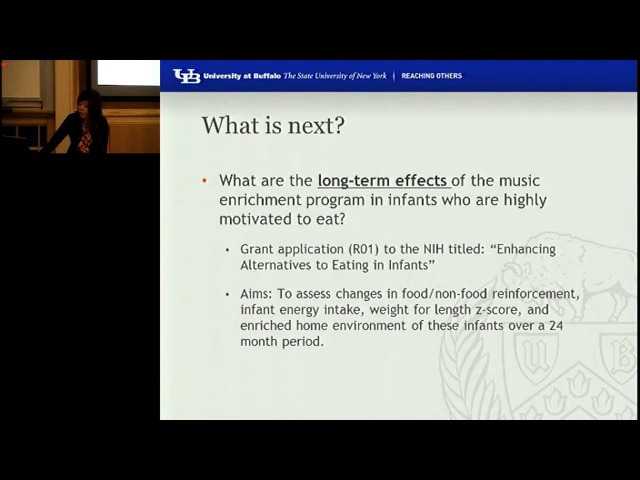 UB University at Buffalo The State University of New York | REACHING OTHERS
What is next?
• What are the long-term effects of the music
enrichment program in infants who are highly
motivated to eat?
• Grant application (R01) to the NIH titled: “Enhancing
Alternatives to Eating in Infants”
• Aims: To assess changes in food/non-food reinforcement,
infant energy intake, weight for length z-score, and
enriched home environment of these infants over a 24
month period.
U B